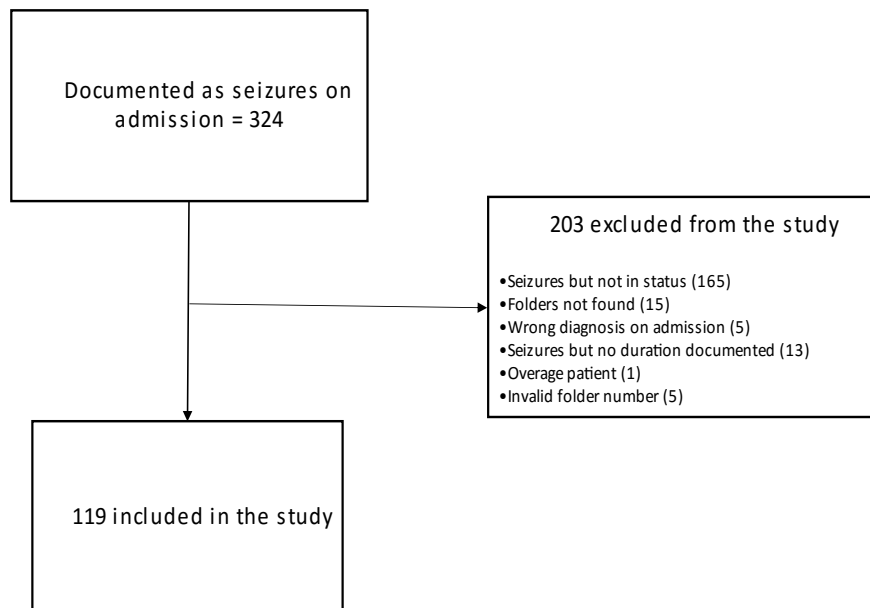 Documented as seizures on
admission = 324
203 excluded from the study
•Seizures but not in status (165)
•Folders not found (15)
•Wrong diagnosis on admission (5)
•Seizures but no duration documented (13)
•Overage patient (1)
•Invalid folder number (5)
119 included in the study